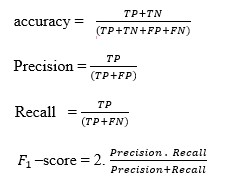 accuracy = TP+TN / (TP+TN+FP+FN)
Precision = TP / (TP+FP)
Recall = TP / (TP+FN)
F₁ –score = 2. Precision . Recall / Precision+Recall